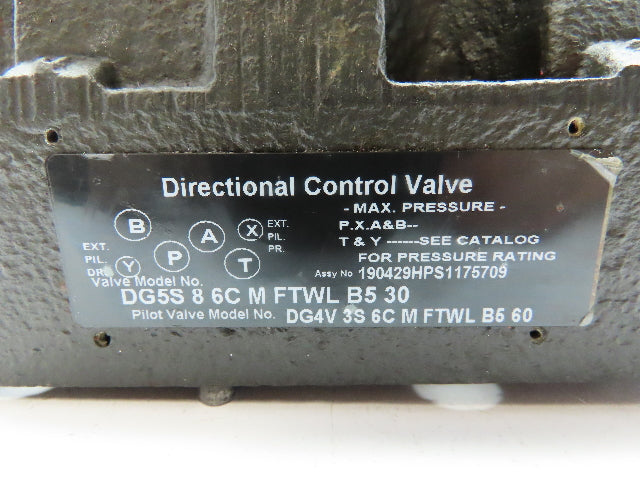 Directional Control Valve
- MAX. PRESSURE -
P.X.A&B--
T & Y ------SEE CATALOG
FOR PRESSURE RATING
B A X EXT. PIL. PR.
EXT. PIL. DR. Y P T
Assy No 190429HPS1175709
Valve Model No.
DG5S 8 6C M FTWL B5 30
Pilot Valve Model No. DG4V 3S 6C M FTWL B5 60